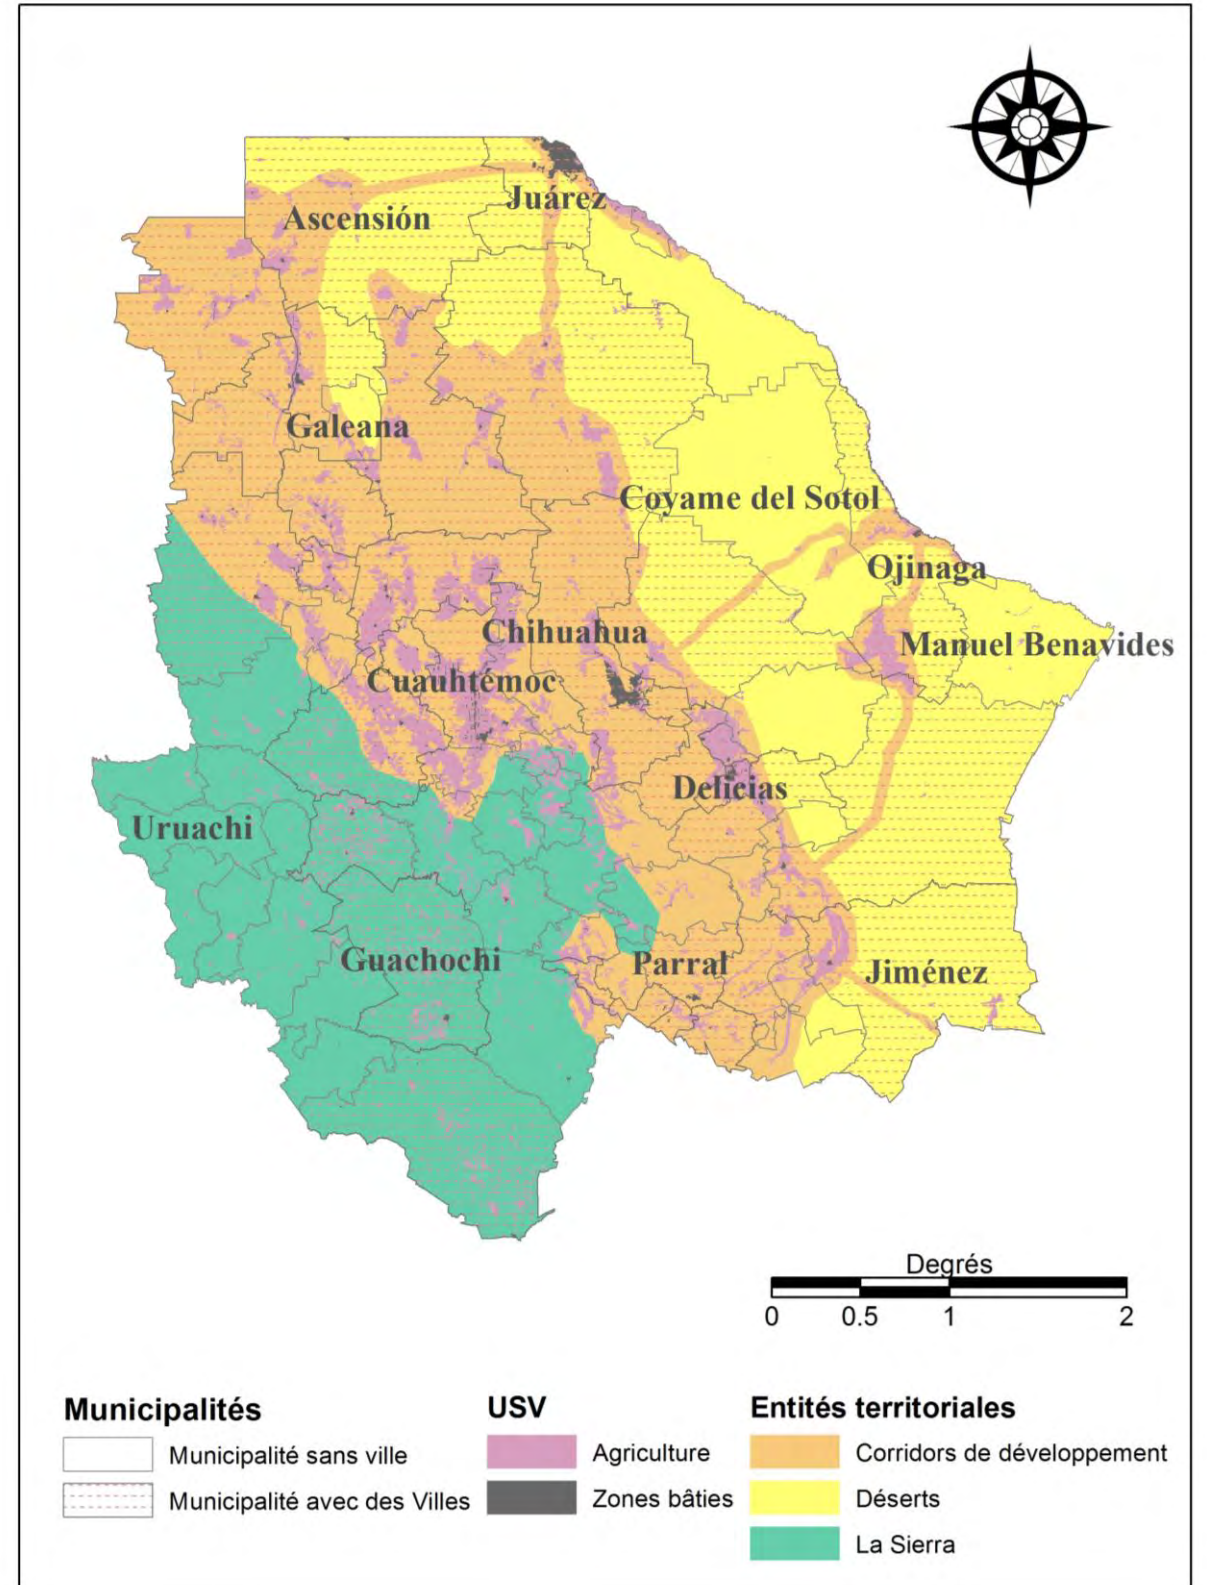 Juárez
Ascensión
Galeana
Coyame del Sotol
Ojinaga
Chihuahua
Manuel Benavides
Cuauhtémoc
Delicias
Uruachi
Guachochi
Parral
Jiménez
Degrés
0 0.5 1 2
Municipalités
Municipalité sans ville
Municipalité avec des Villes
USV
Agriculture
Zones bâties
Entités territoriales
Corridors de développement
Déserts
La Sierra